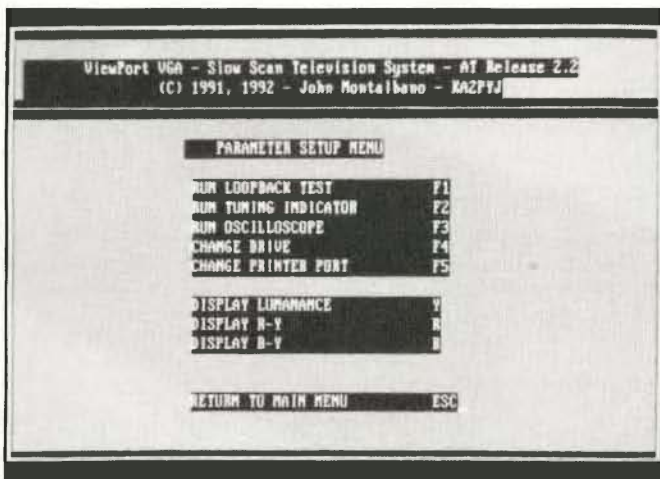 ViewPort VGA - Slow Scan Television System - AT Release 2.2
(C) 1991, 1992 - John Montalbano - KA2PYJ
PARAMETER SETUP MENU
RUN LOOPBACK TEST F1
RUN TUNING INDICATOR F2
RUN OSCILLOSCOPE F3
CHANGE DRIVE F4
CHANGE PRINTER PORT F5
DISPLAY LUMANANCE Y
DISPLAY R-Y R
DISPLAY B-Y B
RETURN TO MAIN MENU ESC